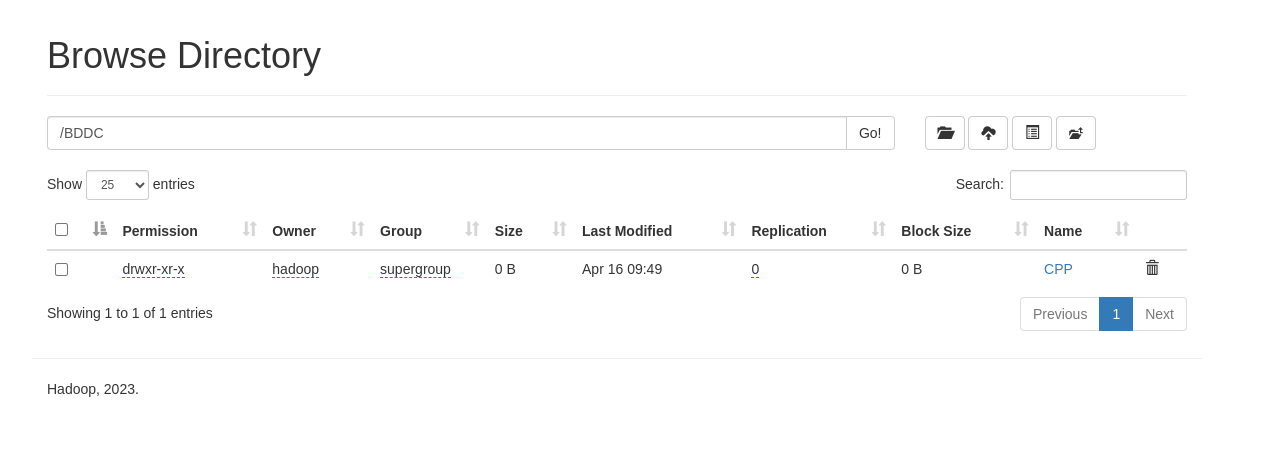 Browse Directory
/BDDC Go!
Show 25 entries Search:
Permission Owner Group Size Last Modified Replication Block Size Name
drwxr-xr-x hadoop supergroup 0 B Apr 16 09:49 0 0 B CPP
Showing 1 to 1 of 1 entries Previous 1 Next
Hadoop, 2023.